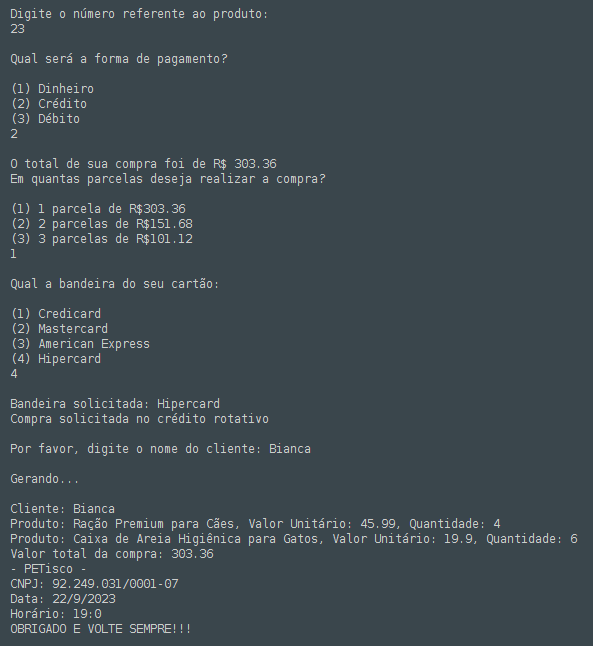 Digite o número referente ao produto:
23
Qual será a forma de pagamento?
(1) Dinheiro
(2) Crédito
(3) Débito
2
O total de sua compra foi de R$ 303.36
Em quantas parcelas deseja realizar a compra?
(1) 1 parcela de R$303.36
(2) 2 parcelas de R$151.68
(3) 3 parcelas de R$101.12
1
Qual a bandeira do seu cartão:
(1) Credicard
(2) Mastercard
(3) American Express
(4) Hipercard
4
Bandeira solicitada: Hipercard
Compra solicitada no crédito rotativo
Por favor, digite o nome do cliente: Bianca
Gerando...
Cliente: Bianca
Produto: Ração Premium para Cães, Valor Unitário: 45.99, Quantidade: 4
Produto: Caixa de Areia Higiênica para Gatos, Valor Unitário: 19.9, Quantidade: 6
Valor total da compra: 303.36
- PETisco -
CNPJ: 92.249.031/0001-07
Data: 22/9/2023
Horário: 19:0
OBRIGADO E VOLTE SEMPRE!!!